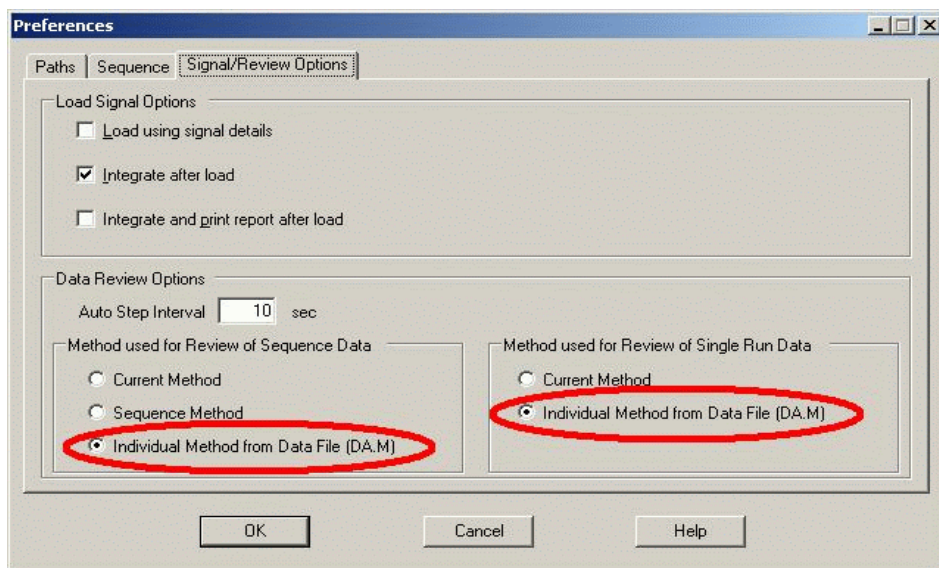 Preferences
Paths Sequence Signal/Review Options
Load Signal Options
Load using signal details
Integrate after load
Integrate and print report after load
Data Review Options
Auto Step Interval 10 sec
Method used for Review of Sequence Data
Current Method
Sequence Method
Individual Method from Data File (DA.M)
Method used for Review of Single Run Data
Current Method
Individual Method from Data File (DA.M)
OK Cancel Help